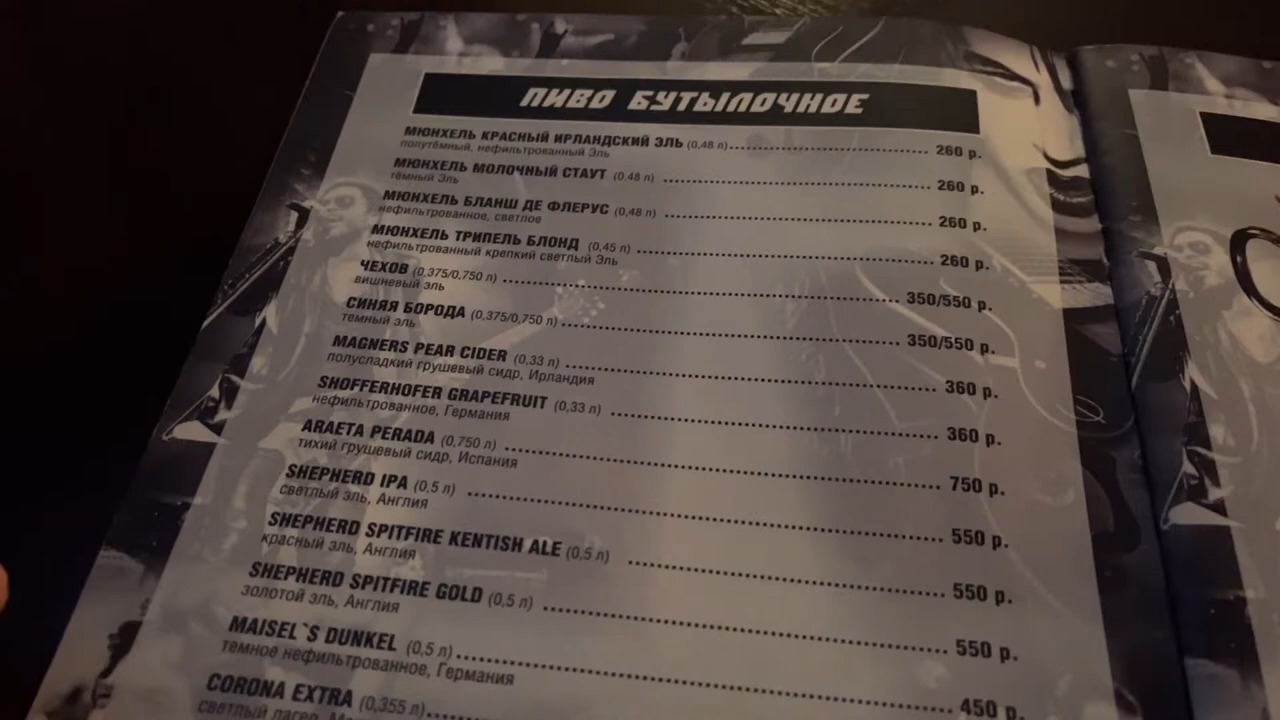 ПИВО БУТЫЛОЧНОЕ
МЮНХЕЛЬ КРАСНЫЙ ИРЛАНДСКИЙ ЭЛЬ (0,48 л) 260 р.
полутёмный, нефильтрованный Эль
МЮНХЕЛЬ МОЛОЧНЫЙ СТАУТ (0,48 л) 260 р.
тёмный Эль
МЮНХЕЛЬ БЛАНШ ДЕ ФЛЕРУС (0,48 л) 260 р.
нефильтрованное, светлое
МЮНХЕЛЬ ТРИПЕЛЬ БЛОНД (0,45 л) 260 р.
нефильтрованный крепкий светлый Эль
ЧЕХОВ (0,375/0,750 л) 350/550 р.
вишневый эль
СИНЯЯ БОРОДА (0,375/0,750 л) 350/550 р.
темный эль
MAGNERS PEAR CIDER (0,33 л) 360 р.
полусладкий грушевый сидр, Ирландия
SHOFFERHOFER GRAPEFRUIT (0,33 л) 360 р.
нефильтрованное, Германия
ARAETA PERADA (0,750 л) 750 р.
тихий грушевый сидр, Испания
SHEPHERD IPA (0,5 л) 550 р.
светлый эль, Англия
SHEPHERD SPITFIRE KENTISH ALE (0,5 л) 550 р.
красный эль, Англия
SHEPHERD SPITFIRE GOLD (0,5 л) 550 р.
золотой эль, Англия
MAISEL`S DUNKEL (0,5 л) 450 р.
темное нефильтрованное, Германия
CORONA EXTRA (0,355 л)
светлый лагер,